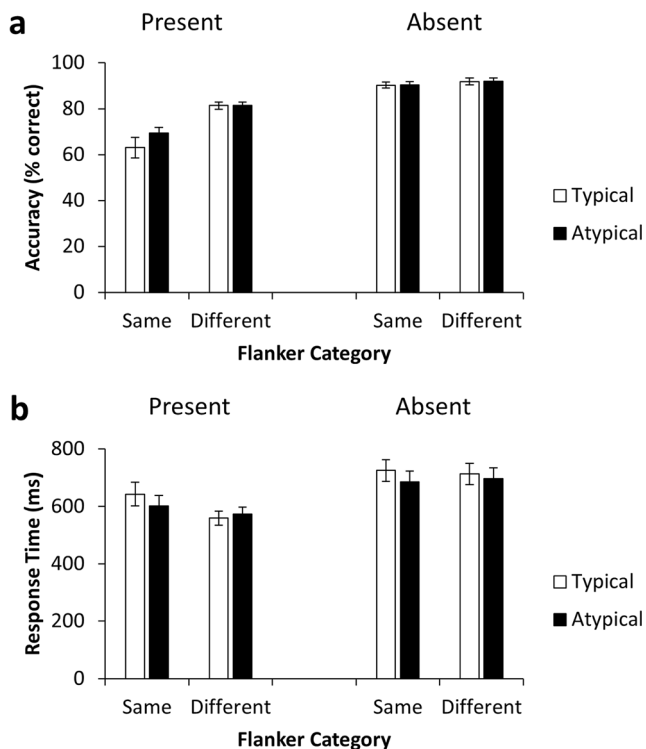 a
Present Absent
Accuracy (% correct)
100
80
60
40
20
0
Same Different Same Different
Flanker Category
Typical
Atypical
b
Present Absent
Response Time (ms)
800
600
400
200
0
Same Different Same Different
Flanker Category
Typical
Atypical